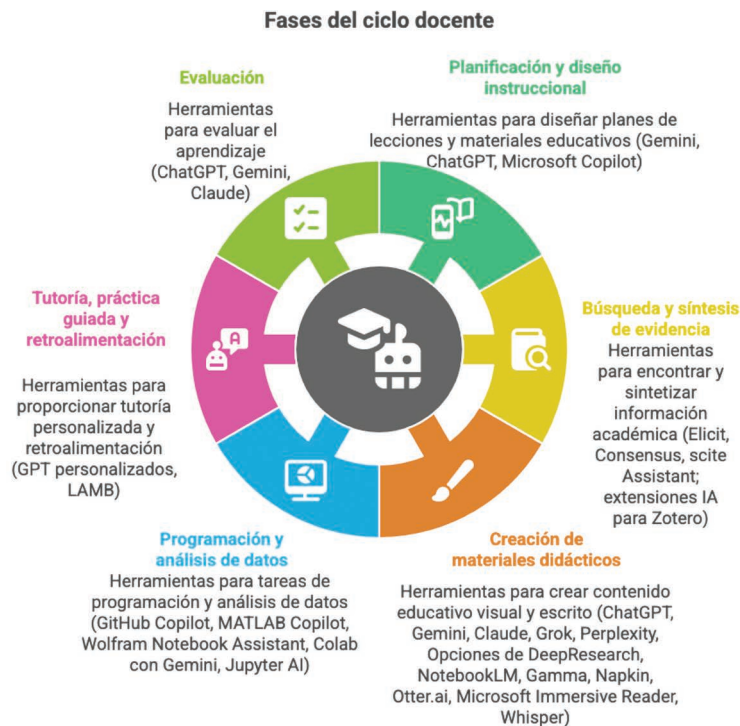 Fases del ciclo docente
Evaluación
Herramientas
para evaluar el
aprendizaje
(ChatGPT, Gemini,
Claude)
Planificación y diseño
instruccional
Herramientas para diseñar planes de
lecciones y materiales educativos (Gemini,
ChatGPT, Microsoft Copilot)
Búsqueda y síntesis
de evidencia
Herramientas
para encontrar y
sintetizar
información
académica (Elicit,
Consensus, scite
Assistant;
extensiones IA
para Zotero)
Creación de
materiales didácticos
Herramientas para crear contenido
educativo visual y escrito (ChatGPT,
Gemini, Claude, Grok, Perplexity,
Opciones de DeepResearch,
NotebookLM, Gamma, Napkin,
Otter.ai, Microsoft Immersive Reader,
Whisper)
Programación y
análisis de datos
Herramientas para tareas de
programación y análisis de datos
(GitHub Copilot, MATLAB Copilot,
Wolfram Notebook Assistant, Colab
con Gemini, Jupyter AI)
Tutoría, práctica
guiada y
retroalimentación
Herramientas para
proporcionar tutoría
personalizada y
retroalimentación
(GPT personalizados,
LAMB)
A